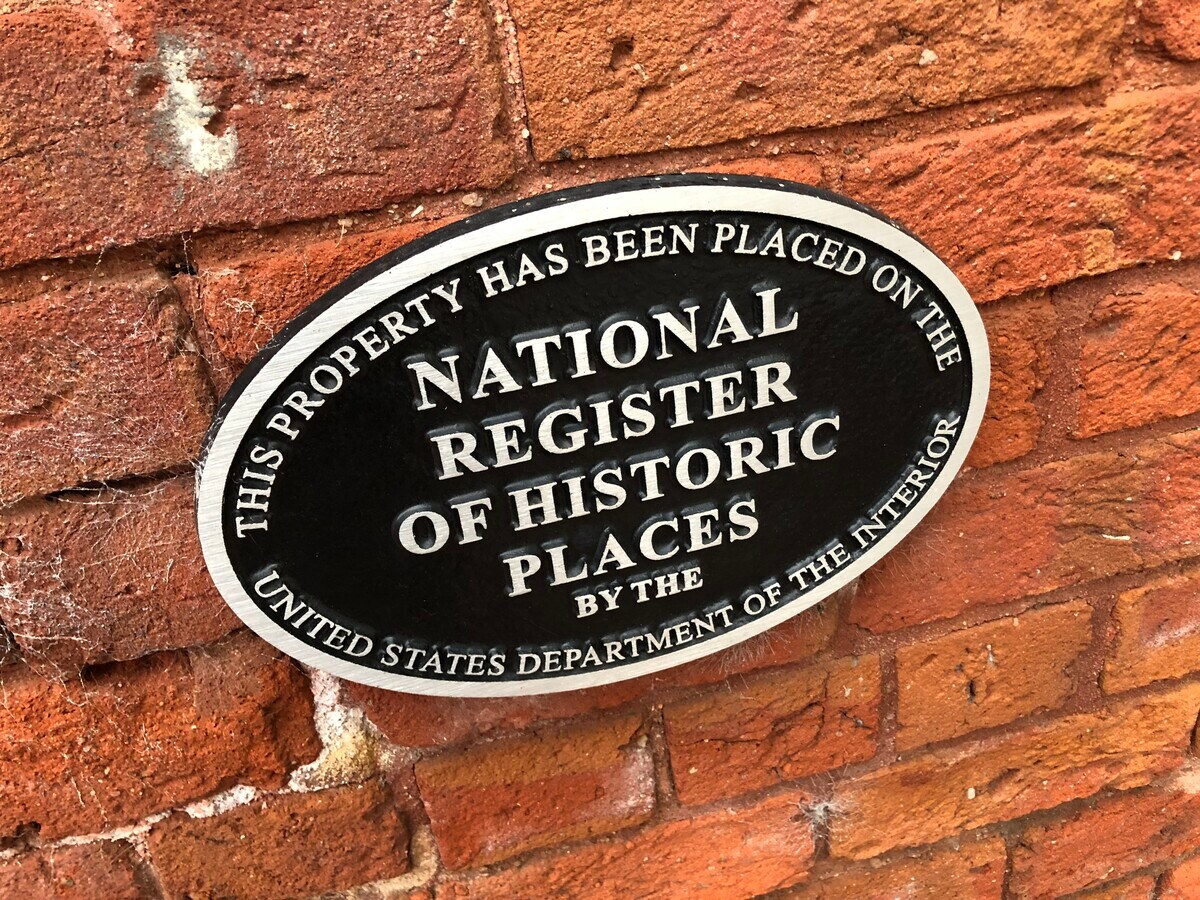 THIS PROPERTY HAS BEEN PLACED ON THE
NATIONAL
REGISTER
OF HISTORIC
PLACES
BY THE
UNITED STATES DEPARTMENT OF THE INTERIOR